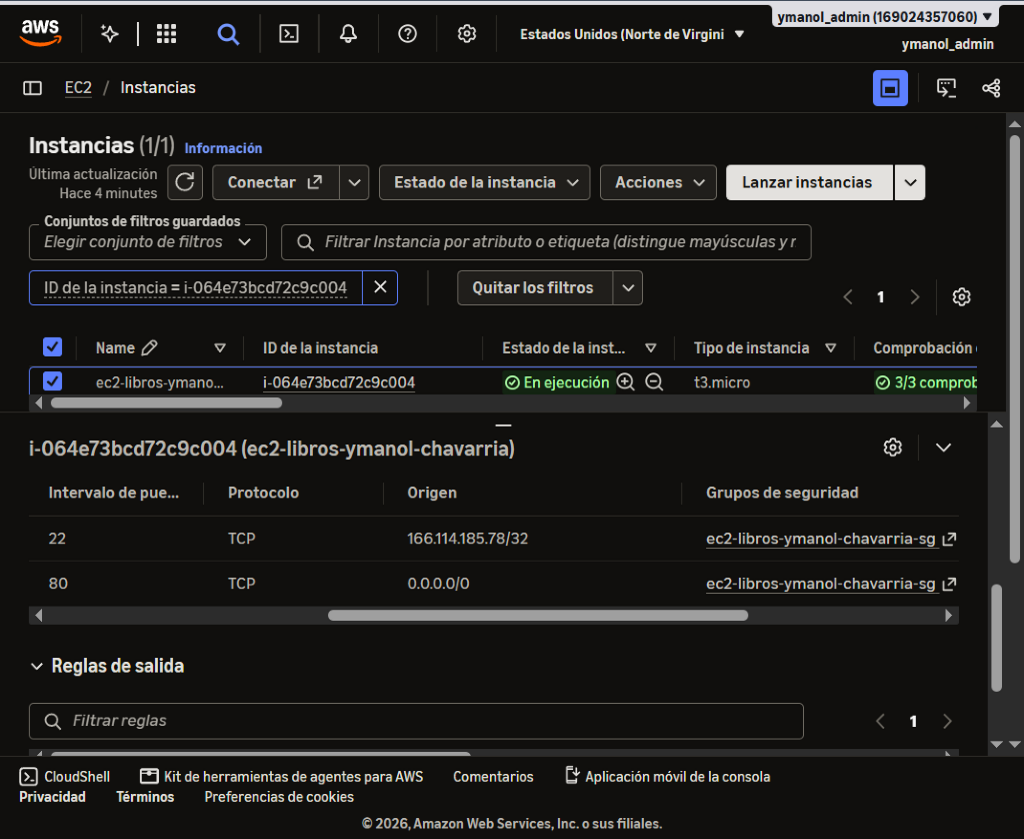 aws
Estados Unidos (Norte de Virgini
ymanol_admin (169024357060)
ymanol_admin
EC2 / Instancias
Instancias (1/1) Información
Última actualización
Hace 4 minutes
Conectar
Estado de la instancia
Acciones
Lanzar instancias
Conjuntos de filtros guardados
Elegir conjunto de filtros
Filtrar Instancia por atributo o etiqueta (distingue mayúsculas y r
ID de la instancia = i-064e73bcd72c9c004
Quitar los filtros
1
Name ID de la instancia Estado de la inst... Tipo de instancia Comprobación
ec2-libros-ymano... i-064e73bcd72c9c004 En ejecución t3.micro 3/3 comprob
i-064e73bcd72c9c004 (ec2-libros-ymanol-chavarria)
Intervalo de pue... Protocolo Origen Grupos de seguridad
22 TCP 166.114.185.78/32 ec2-libros-ymanol-chavarria-sg
80 TCP 0.0.0.0/0 ec2-libros-ymanol-chavarria-sg
Reglas de salida
Filtrar reglas
1
CloudShell Kit de herramientas de agentes para AWS Comentarios Aplicación móvil de la consola
Privacidad Términos Preferencias de cookies
© 2026, Amazon Web Services, Inc. o sus filiales.